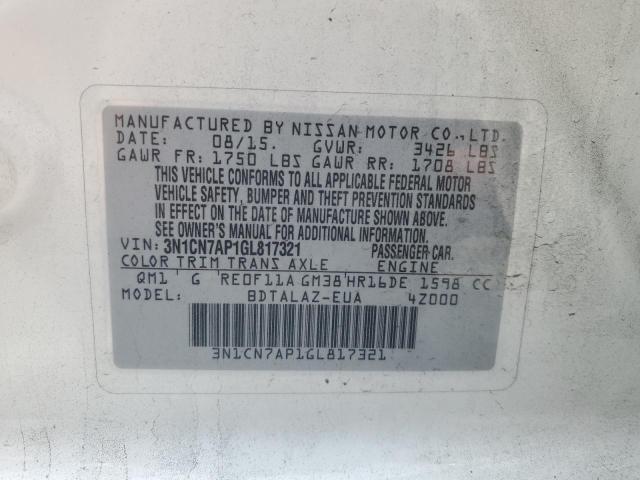 MANUFACTURED BY NISSAN MOTOR CO., LTD.
DATE: 08/15. GVWR: 3426 LBS
GAWR FR: 1750 LBS GAWR RR: 1708 LBS
THIS VEHICLE CONFORMS TO ALL APPLICABLE FEDERAL MOTOR
VEHICLE SAFETY, BUMPER AND THEFT PREVENTION STANDARDS
IN EFFECT ON THE DATE OF MANUFACTURE SHOWN ABOVE.
SEE OWNER'S MANUAL FOR ADDITIONAL INFORMATION.
VIN: 3N1CN7AP1GL817321 PASSENGER CAR.
COLOR TRIM TRANS AXLE ENGINE
QM1 G RE0F11A GM38 HR16DE 1598 CC
MODEL: BDTALAZ-EUA 4Z000
3N1CN7AP1GL817321